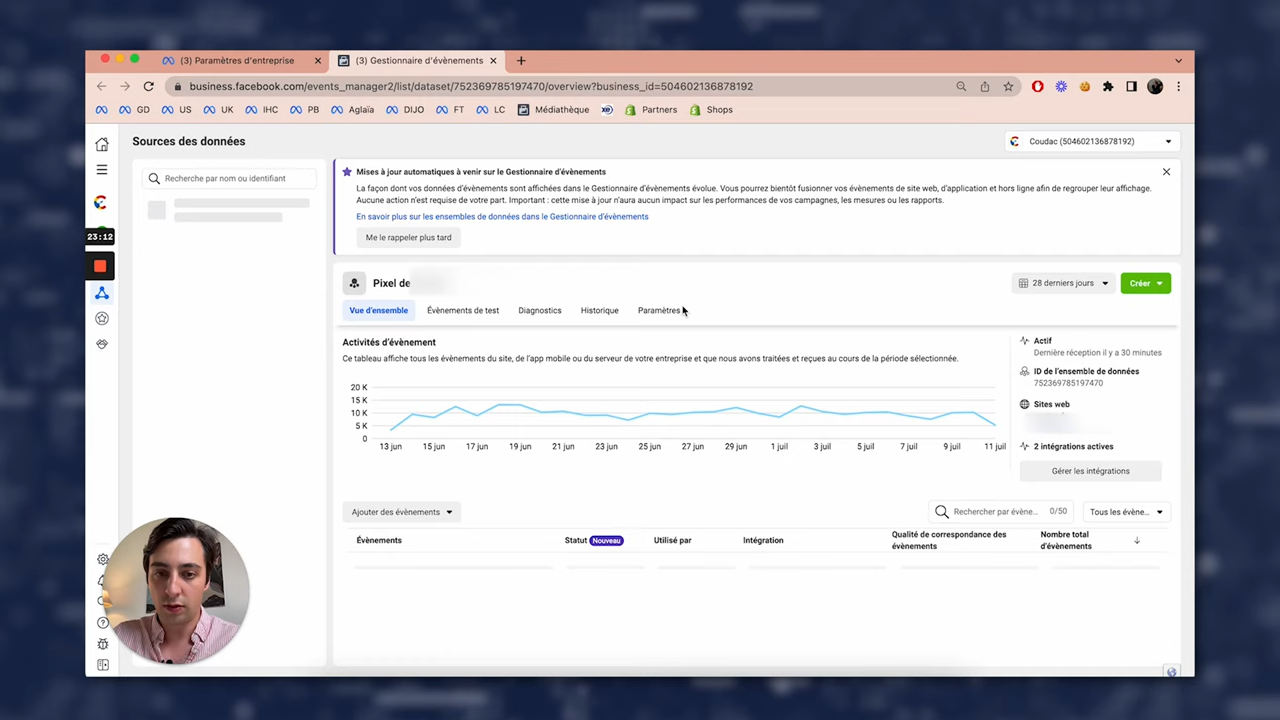 (3) Paramètres d'entreprise
(3) Gestionnaire d'évènements
business.facebook.com/events_manager2/list/dataset/752369785197470/overview?business_id=504602136878192
GD
US
UK
IHC
PB
Aglaïa
DIJO
FT
LC
Médiathèque
Partners
Shops
Sources des données
Coudac (504602136878192)
Recherche par nom ou identifiant
Mises à jour automatiques à venir sur le Gestionnaire d'évènements
La façon dont vos données d'évènements sont affichées dans le Gestionnaire d'évènements évolue. Vous pourrez bientôt fusionner vos évènements de site web, d'application et hors ligne afin de regrouper leur affichage.
Aucune action n'est requise de votre part. Important : cette mise à jour n'aura aucun impact sur les performances de vos campagnes, les mesures ou les rapports.
En savoir plus sur les ensembles de données dans le Gestionnaire d'évènements
Me le rappeler plus tard
23:12
Pixel de
28 derniers jours
Créer
Vue d'ensemble
Évènements de test
Diagnostics
Historique
Paramètres
Activités d'évènement
Ce tableau affiche tous les évènements du site, de l'app mobile ou du serveur de votre entreprise et que nous avons traitées et reçues au cours de la période sélectionnée.
20 K
15 K
10 K
5 K
0
13 jun
15 jun
17 jun
19 jun
21 jun
23 jun
25 jun
27 jun
29 jun
1 juil
3 juil
5 juil
7 juil
9 juil
11 juil
Actif
Dernière réception il y a 30 minutes
ID de l'ensemble de données
752369785197470
Sites web
2 intégrations actives
Gérer les intégrations
Ajouter des évènements
Rechercher par évène...
0/50
Tous les évène...
Évènements
Statut
Nouveau
Utilisé par
Intégration
Qualité de correspondance des
évènements
Nombre total
d'évènements